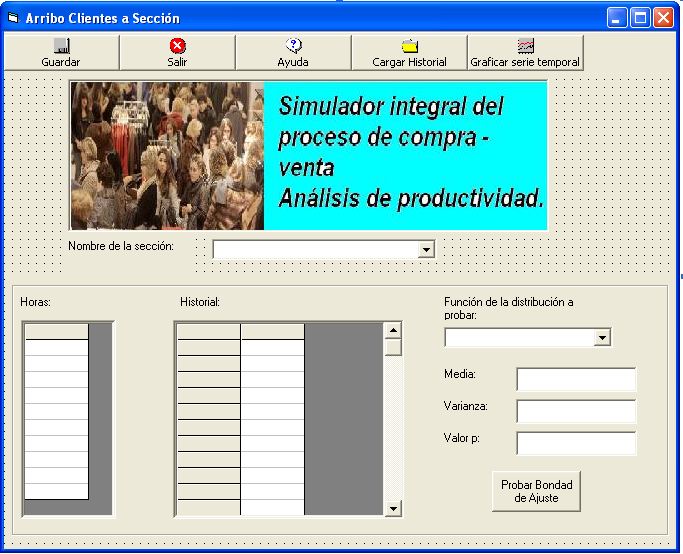 Arribo Clientes a Sección
Guardar
Salir
Ayuda
Cargar Historial
Graficar serie temporal
Simulador integral del
proceso de compra -
venta
Análisis de productividad.
Nombre de la sección:
Horas:
Historial:
Función de la distribución a
probar:
Media:
Varianza:
Valor p:
Probar Bondad
de Ajuste